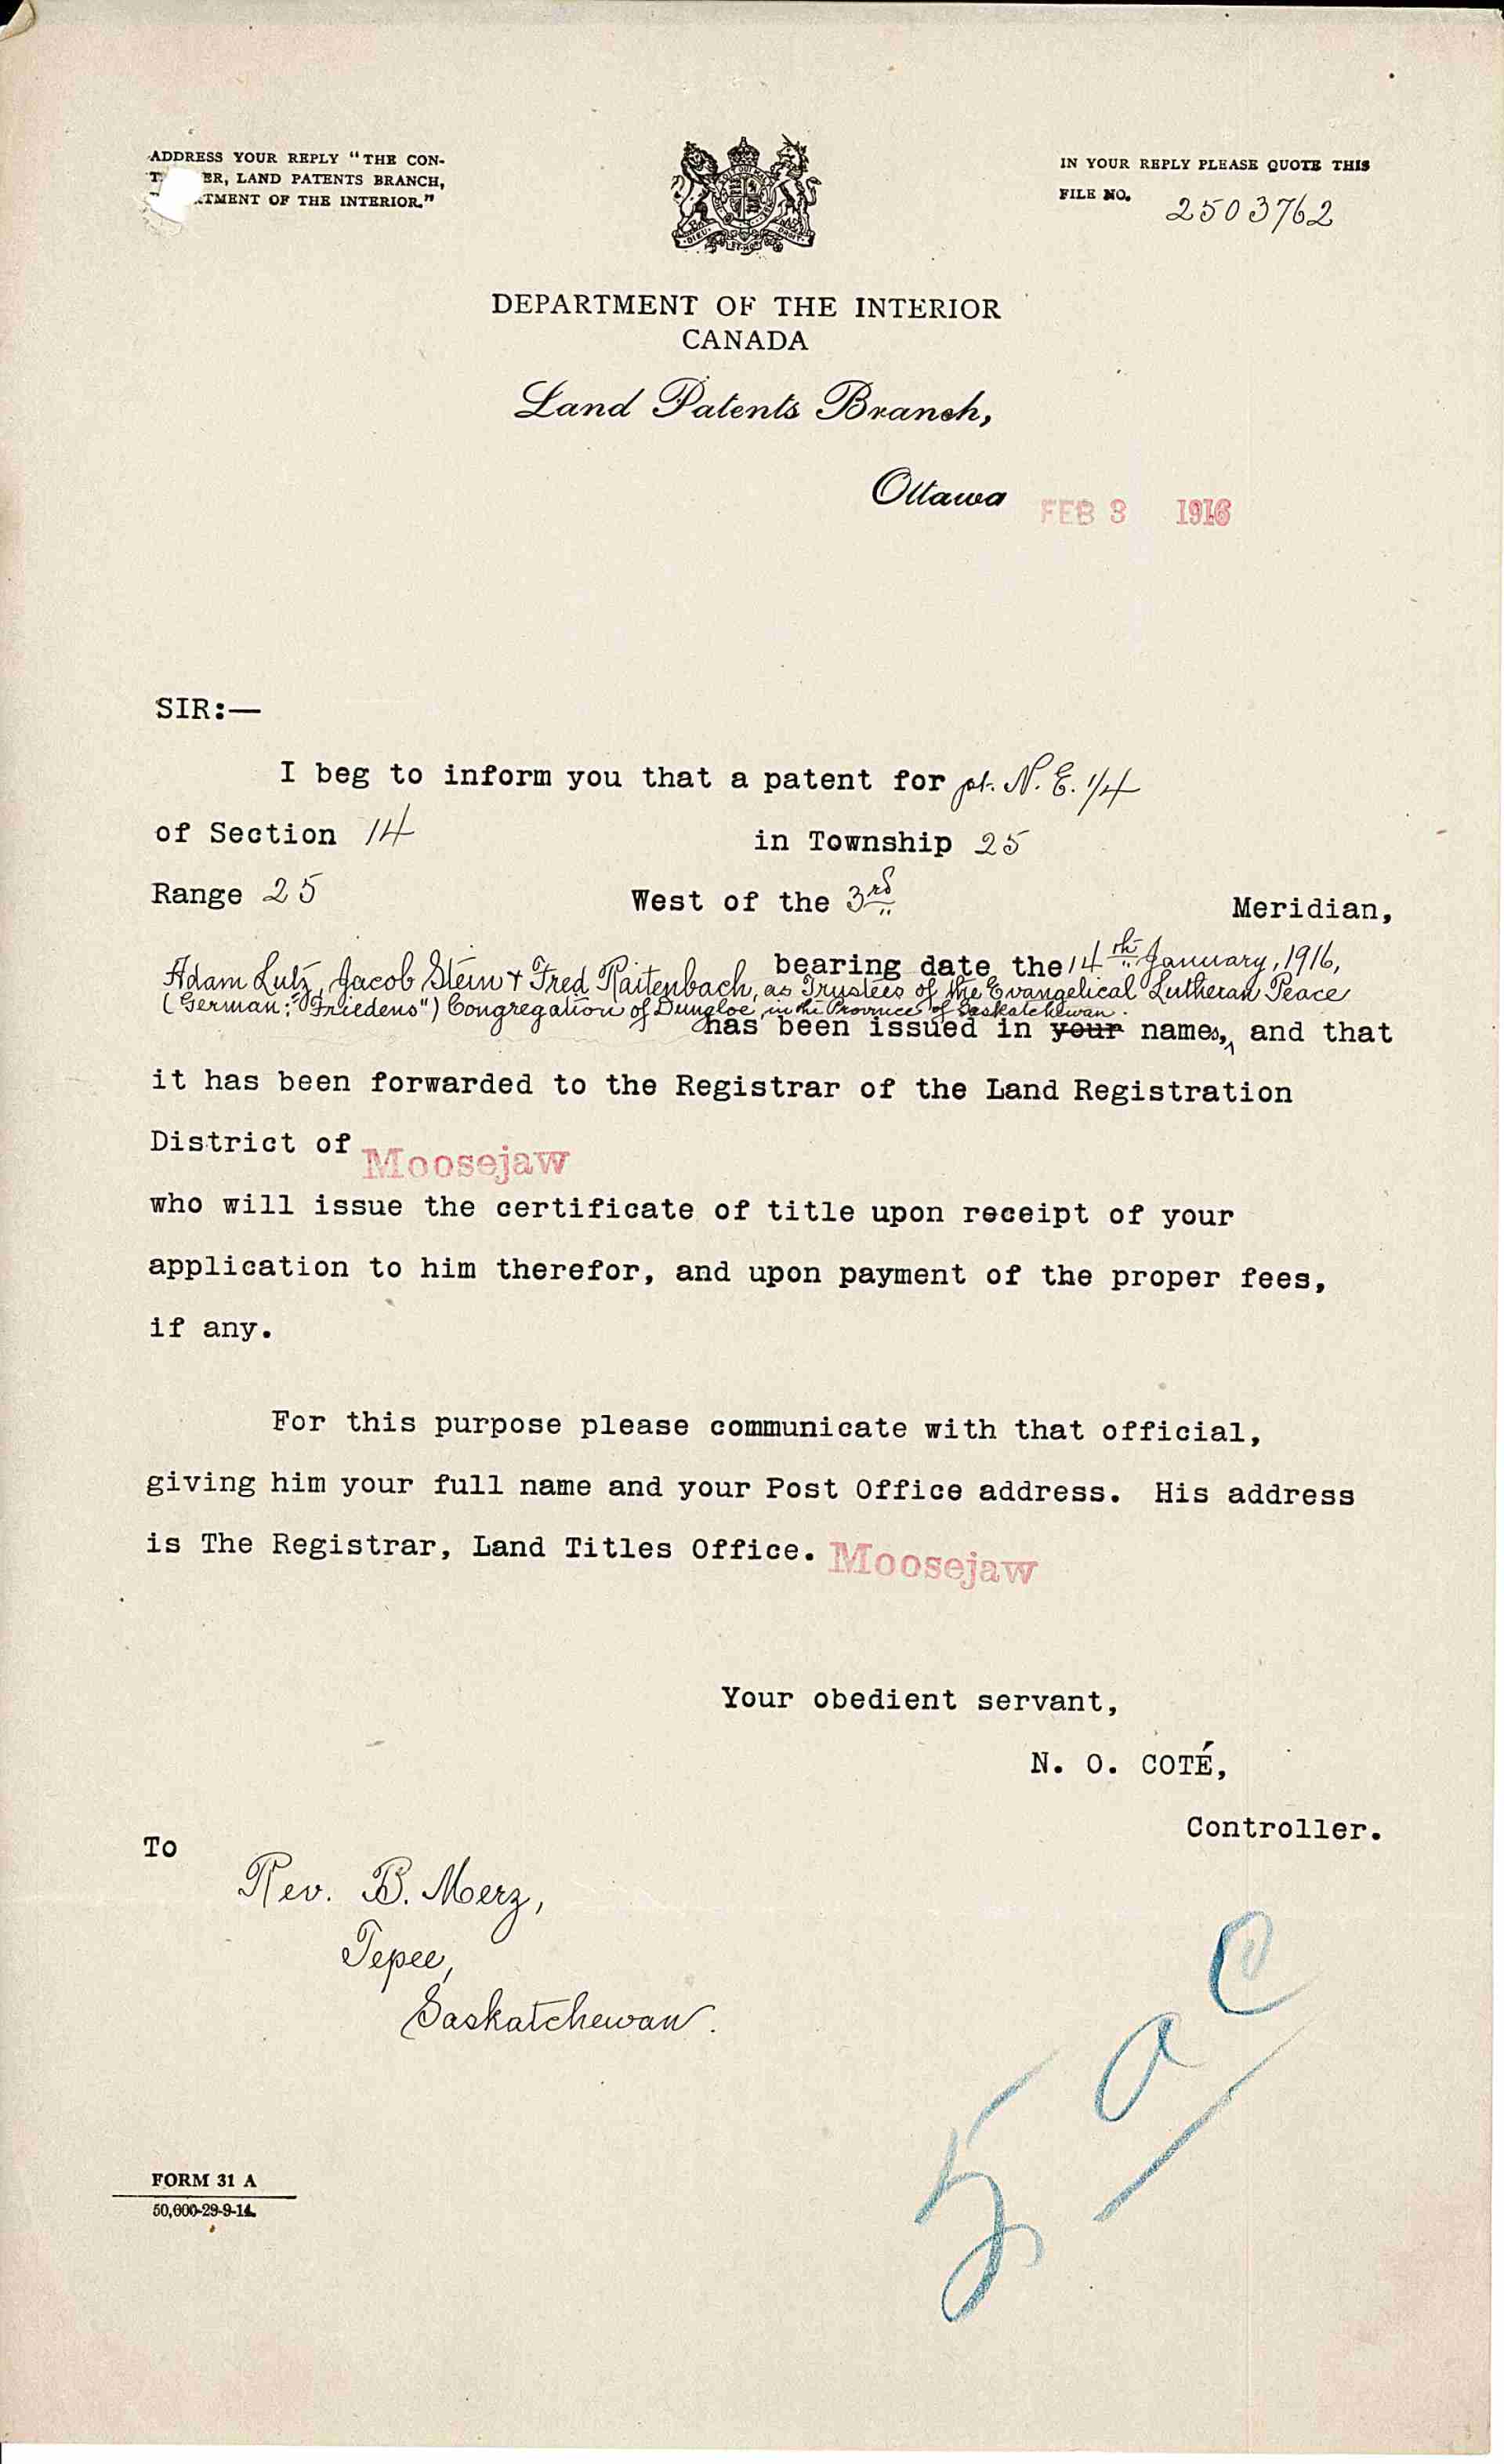 ADDRESS YOUR REPLY "THE CON-
BR, LAND PATENTS BRANCH,
TMENT OF THE INTERIOR."
IN YOUR REPLY PLEASE QUOTE THIS
FILE NO. 2503762
DEPARTMENT OF THE INTERIOR
CANADA
Land Patents Branch,
Ottawa FEB 3 1916
SIR:—
I beg to inform you that a patent for pt. N. E. 1/4
of Section 14 in Township 25
Range 25 West of the 3rd Meridian,
bearing date the 14th January, 1916,
Adam Lutz, Jacob Stein + Fred Raitenbach, as Trustees of the Evangelical Lutheran Peace
(German: "Friedens") Congregation of Dungloe, in the Province of Saskatchewan.
has been issued in your names, and that
it has been forwarded to the Registrar of the Land Registration
District of Moosejaw
who will issue the certificate of title upon receipt of your
application to him therefor, and upon payment of the proper fees,
if any.
For this purpose please communicate with that official,
giving him your full name and your Post Office address. His address
is The Registrar, Land Titles Office. Moosejaw
Your obedient servant,
N. O. COTÉ,
Controller.
To
Rev. B. Merz,
Tepee,
Saskatchewan.
5 ac
FORM 31 A
50,000-29-9-14.